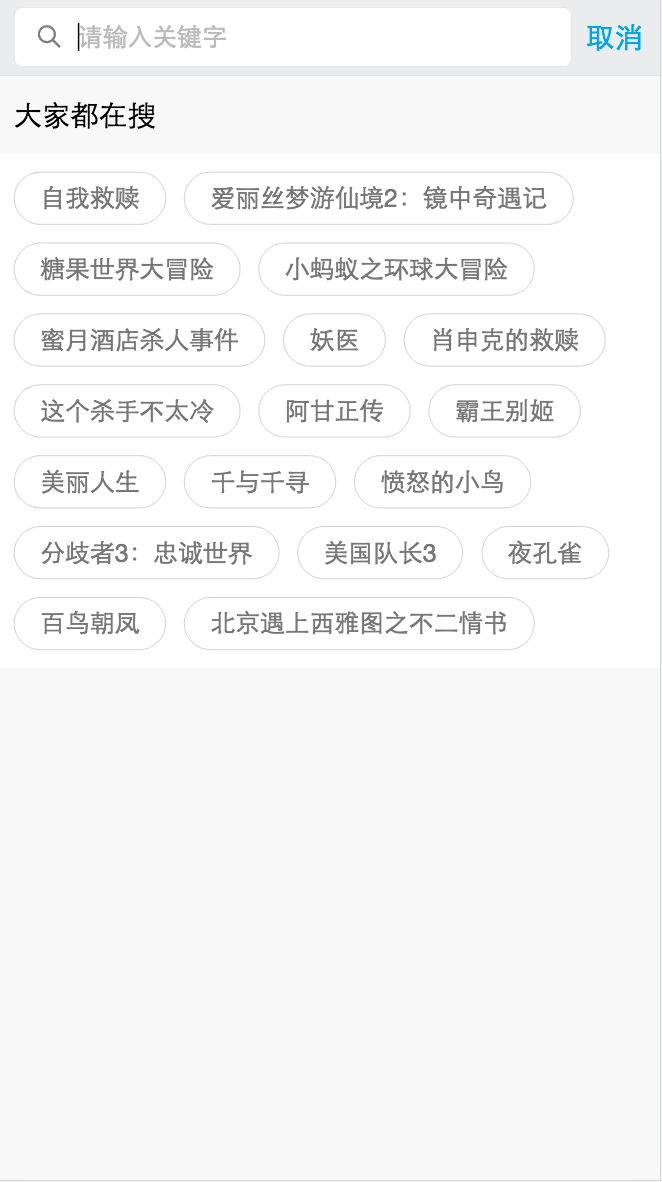 请输入关键字 取消
大家都在搜
自我救赎 爱丽丝梦游仙境2：镜中奇遇记
糖果世界大冒险 小蚂蚁之环球大冒险
蜜月酒店杀人事件 妖医 肖申克的救赎
这个杀手不太冷 阿甘正传 霸王别姬
美丽人生 千与千寻 愤怒的小鸟
分歧者3：忠诚世界 美国队长3 夜孔雀
百鸟朝凤 北京遇上西雅图之不二情书